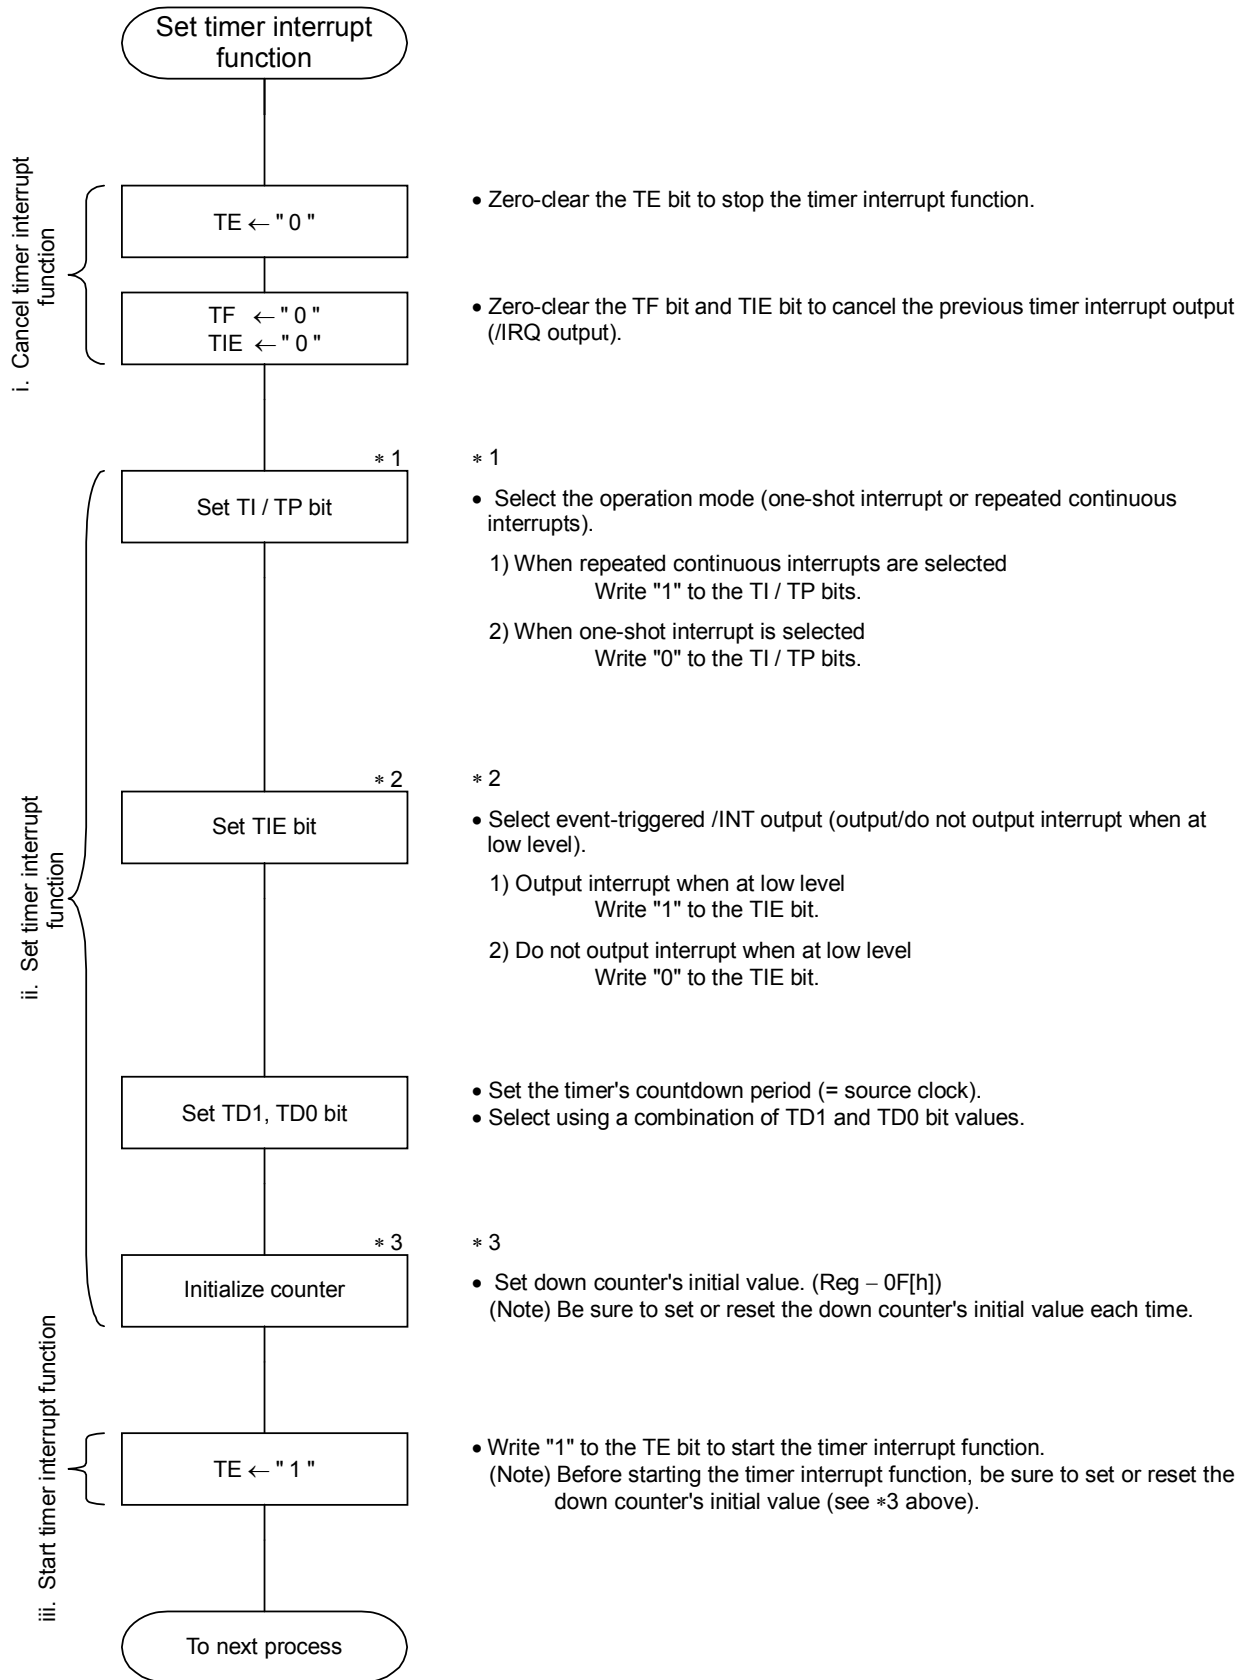 Set timer interrupt
function
i. Cancel timer interrupt
function
TE ← " 0 "
• Zero-clear the TE bit to stop the timer interrupt function.
TF ← " 0 "
TIE ← " 0 "
• Zero-clear the TF bit and TIE bit to cancel the previous timer interrupt output
(/IRQ output).
ii. Set timer interrupt
function
∗ 1
Set TI / TP bit
∗ 1
• Select the operation mode (one-shot interrupt or repeated continuous
interrupts).
1) When repeated continuous interrupts are selected
Write "1" to the TI / TP bits.
2) When one-shot interrupt is selected
Write "0" to the TI / TP bits.
∗ 2
Set TIE bit
∗ 2
• Select event-triggered /INT output (output/do not output interrupt when at
low level).
1) Output interrupt when at low level
Write "1" to the TIE bit.
2) Do not output interrupt when at low level
Write "0" to the TIE bit.
Set TD1, TD0 bit
• Set the timer's countdown period (= source clock).
• Select using a combination of TD1 and TD0 bit values.
∗ 3
Initialize counter
∗ 3
• Set down counter's initial value. (Reg – 0F[h])
(Note) Be sure to set or reset the down counter's initial value each time.
iii. Start timer interrupt function
TE ← " 1 "
• Write "1" to the TE bit to start the timer interrupt function.
(Note) Before starting the timer interrupt function, be sure to set or reset the
down counter's initial value (see ∗3 above).
To next process